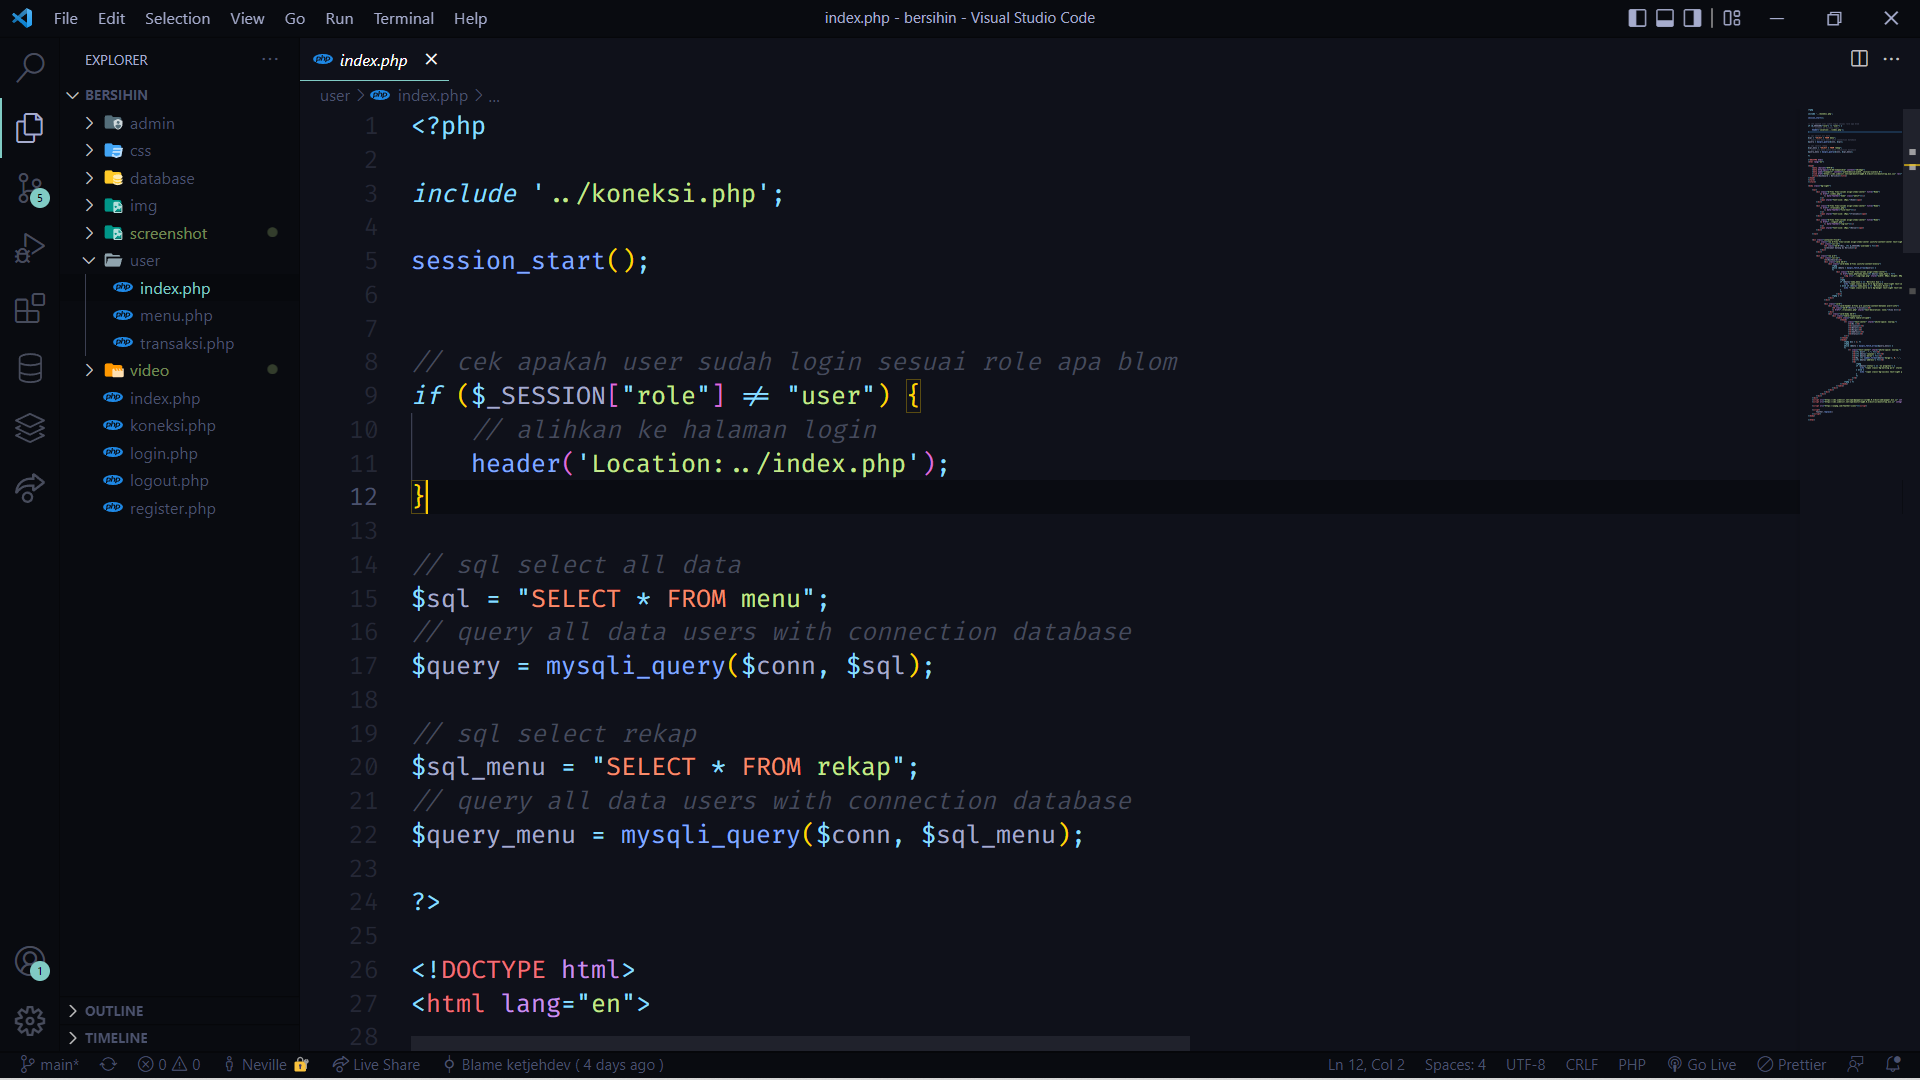 File Edit Selection View Go Run Terminal Help
index.php - bersihin - Visual Studio Code
EXPLORER
BERSIHIN
admin
css
database
img
screenshot
user
index.php
menu.php
transaksi.php
video
index.php
koneksi.php
login.php
logout.php
register.php
OUTLINE
TIMELINE
5
1
php index.php
user > php index.php > ...
1 <?php
2
3 include '../koneksi.php';
4
5 session_start();
6
7
8 // cek apakah user sudah login sesuai role apa blom
9 if ($_SESSION["role"] != "user") {
10 // alihkan ke halaman login
11 header('Location:../index.php');
12 }
13
14 // sql select all data
15 $sql = "SELECT * FROM menu";
16 // query all data users with connection database
17 $query = mysqli_query($conn, $sql);
18
19 // sql select rekap
20 $sql_menu = "SELECT * FROM rekap";
21 // query all data users with connection database
22 $query_menu = mysqli_query($conn, $sql_menu);
23
24 ?>
25
26 <!DOCTYPE html>
27 <html lang="en">
28
main* 0 0 Neville Live Share Blame ketjehdev ( 4 days ago )
Ln 12, Col 2 Spaces: 4 UTF-8 CRLF PHP Go Live Prettier